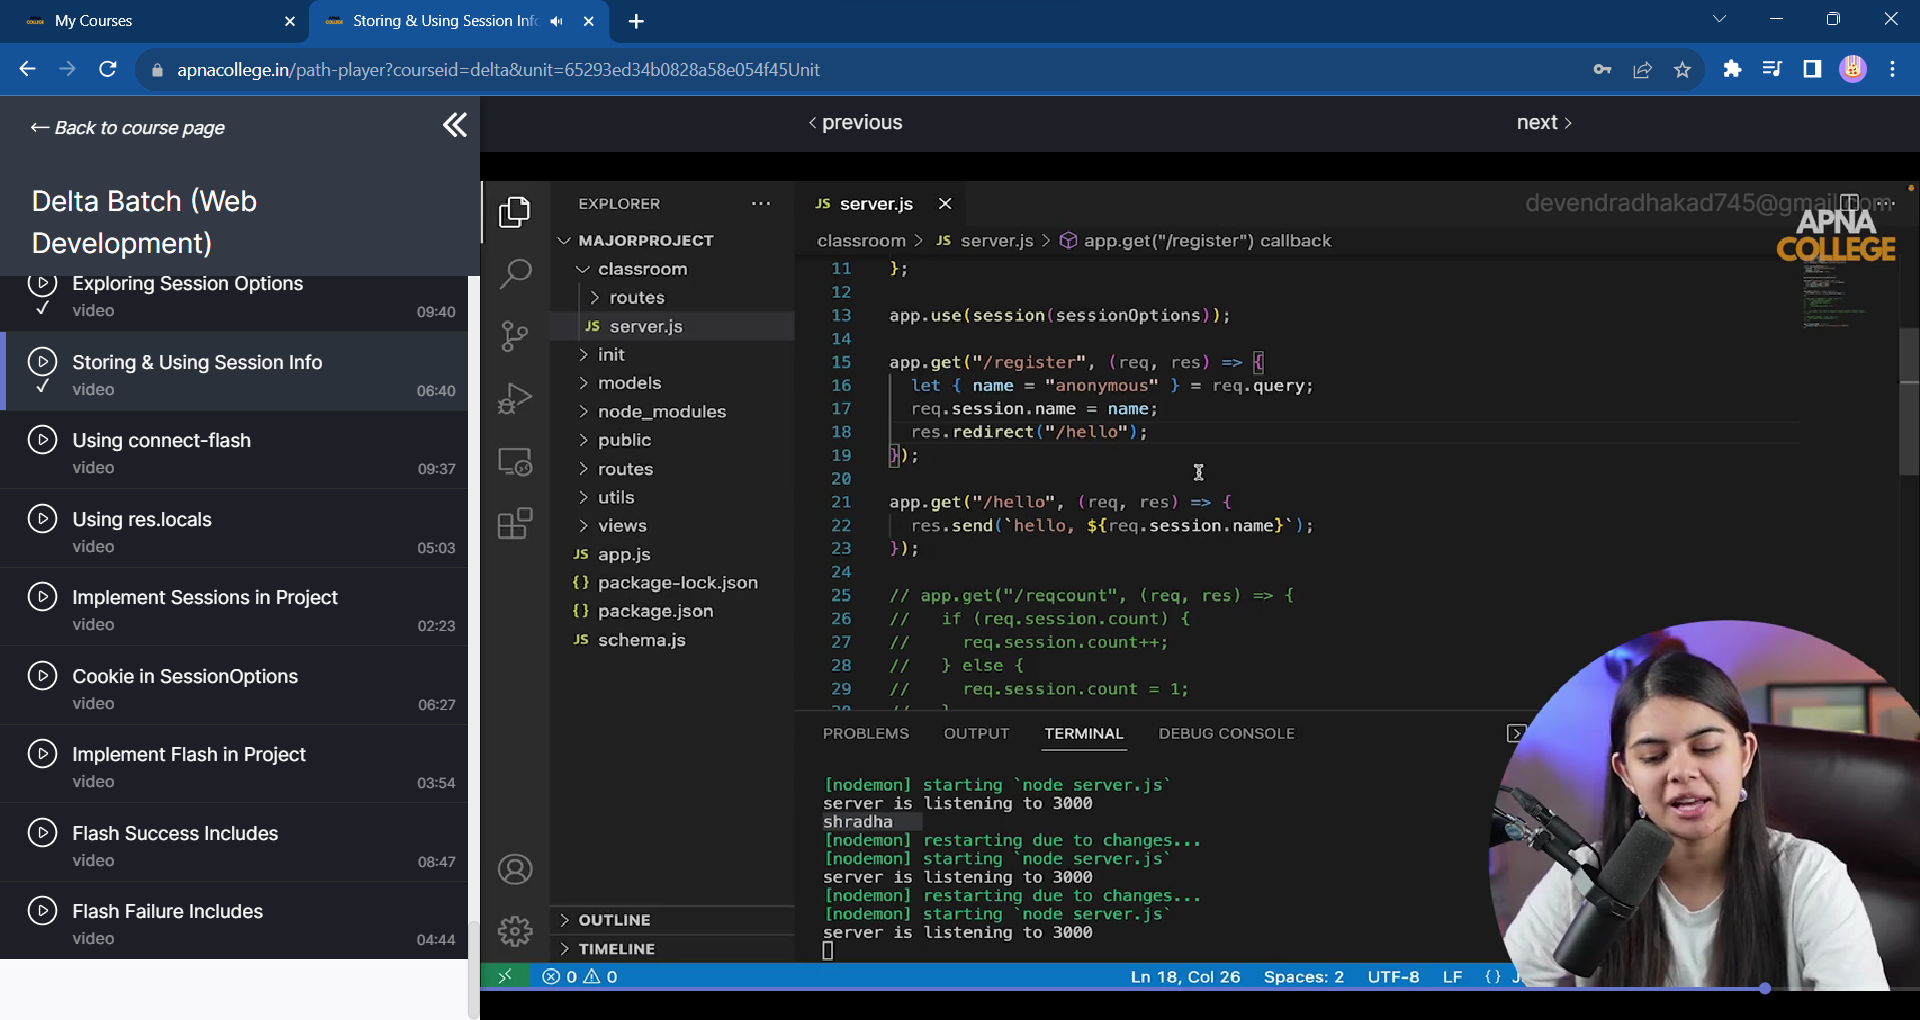 My Courses
Storing & Using Session Info
apnacollege.in/path-player?courseid=delta&unit=65293ed34b0828a58e054f45Unit
← Back to course page
‹ previous
next ›
Delta Batch (Web
Development)
Exploring Session Options
video
09:40
Storing & Using Session Info
video
06:40
Using connect-flash
video
09:37
Using res.locals
video
05:03
Implement Sessions in Project
video
02:23
Cookie in SessionOptions
video
06:27
Implement Flash in Project
video
03:54
Flash Success Includes
video
08:47
Flash Failure Includes
video
04:44
EXPLORER
MAJORPROJECT
classroom
routes
JS server.js
init
models
node_modules
public
routes
utils
views
JS app.js
{} package-lock.json
{} package.json
JS schema.js
OUTLINE
TIMELINE
JS server.js
devendradhakad745@gmail.com
APNA
COLLEGE
classroom > JS server.js > app.get("/register") callback
11 };
12
13 app.use(session(sessionOptions));
14
15 app.get("/register", (req, res) => {
16 let { name = "anonymous" } = req.query;
17 req.session.name = name;
18 res.redirect("/hello");
19 });
20
21 app.get("/hello", (req, res) => {
22 res.send(`hello, ${req.session.name}`);
23 });
24
25 // app.get("/reqcount", (req, res) => {
26 // if (req.session.count) {
27 // req.session.count++;
28 // } else {
29 // req.session.count = 1;
30 // }
PROBLEMS OUTPUT TERMINAL DEBUG CONSOLE
[nodemon] starting `node server.js`
server is listening to 3000
shradha
[nodemon] restarting due to changes...
[nodemon] starting `node server.js`
server is listening to 3000
[nodemon] restarting due to changes...
[nodemon] starting `node server.js`
server is listening to 3000
0 0
Ln 18, Col 26 Spaces: 2 UTF-8 LF {} J